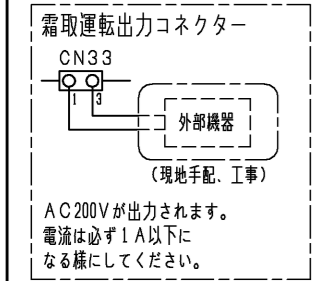 霜取運転出力コネクター
CN33
1 3
外部機器
(現地手配、工事)
AC200Vが出力されます。
電流は必ず1A以下に
なる様にしてください。